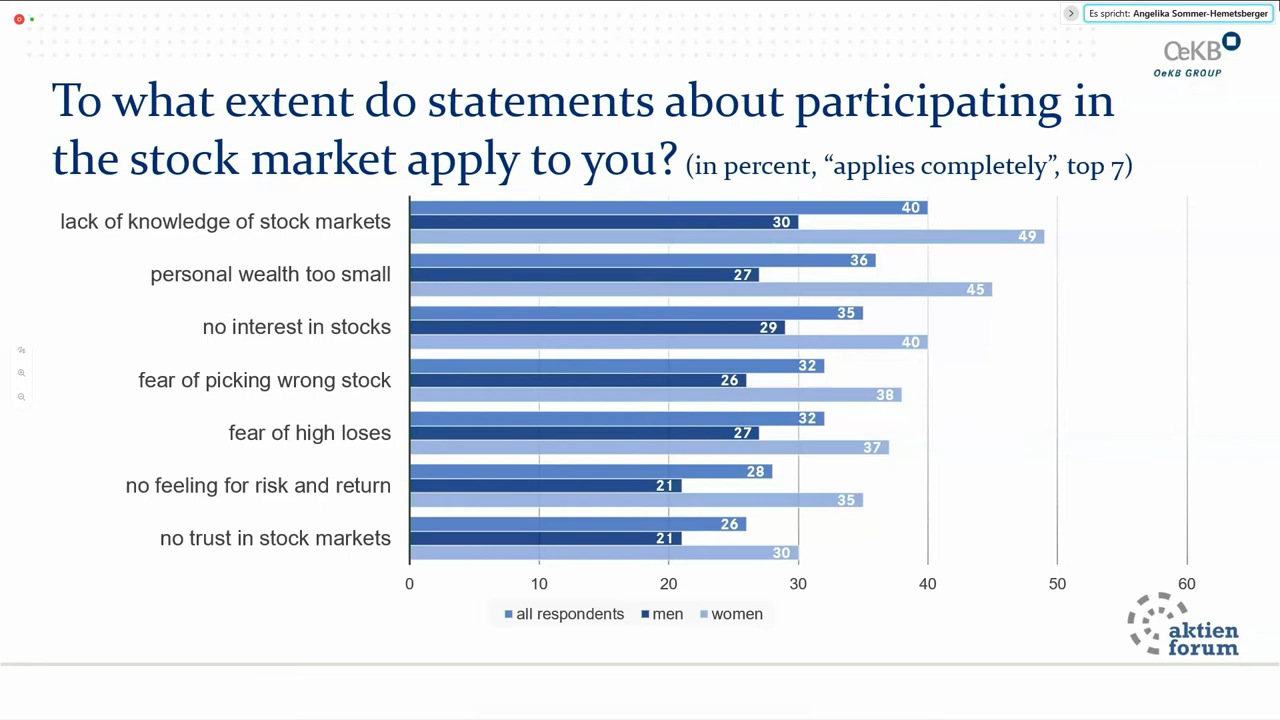 Es spricht: Angelika Sommer-Hemetsberger
OeKB
OeKB GROUP
To what extent do statements about participating in
the stock market apply to you? (in percent, “applies completely”, top 7)
lack of knowledge of stock markets
40
30
49
personal wealth too small
36
27
45
no interest in stocks
35
29
40
fear of picking wrong stock
32
26
38
fear of high loses
32
27
37
no feeling for risk and return
28
21
35
no trust in stock markets
26
21
30
0 10 20 30 40 50 60
all respondents men women
aktien
forum